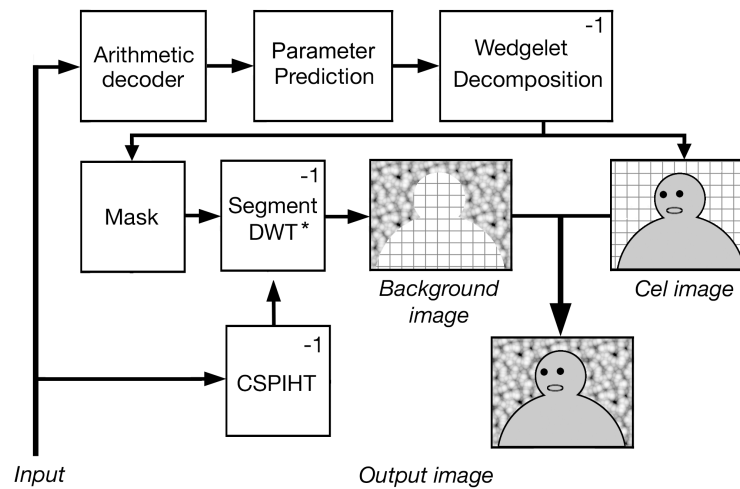 Arithmetic
decoder
Parameter
Prediction
-1
Wedgelet
Decomposition
Mask
-1
Segment
DWT*
Background
image
Cel image
-1
CSPIHT
Input
Output image